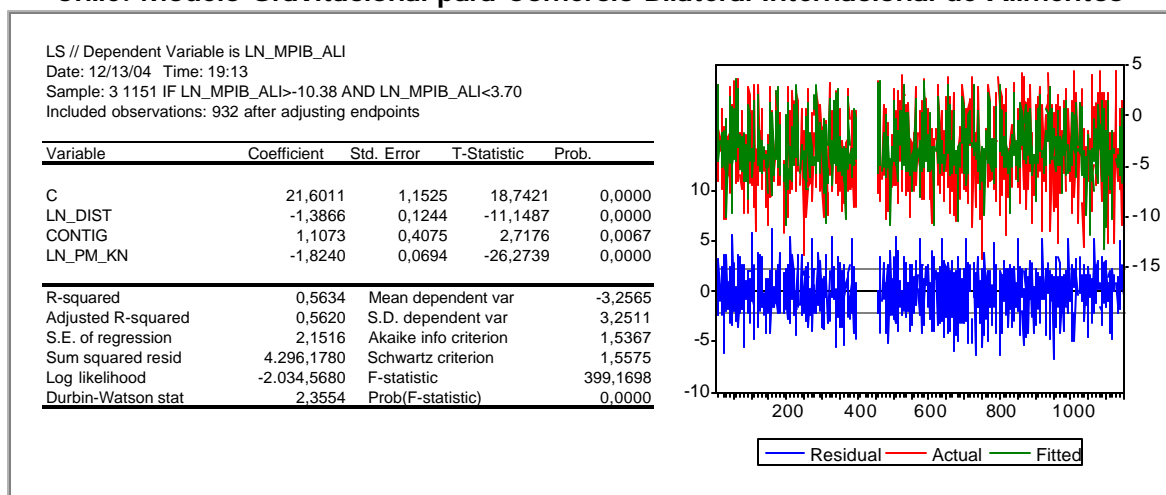 LS // Dependent Variable is LN_MPIB_ALI
Date: 12/13/04 Time: 19:13
Sample: 3 1151 IF LN_MPIB_ALI>-10.38 AND LN_MPIB_ALI<3.70
Included observations: 932 after adjusting endpoints
Variable Coefficient Std. Error T-Statistic Prob.
C 21,6011 1,1525 18,7421 0,0000
LN_DIST -1,3866 0,1244 -11,1487 0,0000
CONTIG 1,1073 0,4075 2,7176 0,0067
LN_PM_KN -1,8240 0,0694 -26,2739 0,0000
R-squared 0,5634 Mean dependent var -3,2565
Adjusted R-squared 0,5620 S.D. dependent var 3,2511
S.E. of regression 2,1516 Akaike info criterion 1,5367
Sum squared resid 4.296,1780 Schwartz criterion 1,5575
Log likelihood -2.034,5680 F-statistic 399,1698
Durbin-Watson stat 2,3554 Prob(F-statistic) 0,0000
5
0
-5
-10
-15
10
5
0
-5
-10
200 400 600 800 1000
Residual Actual Fitted